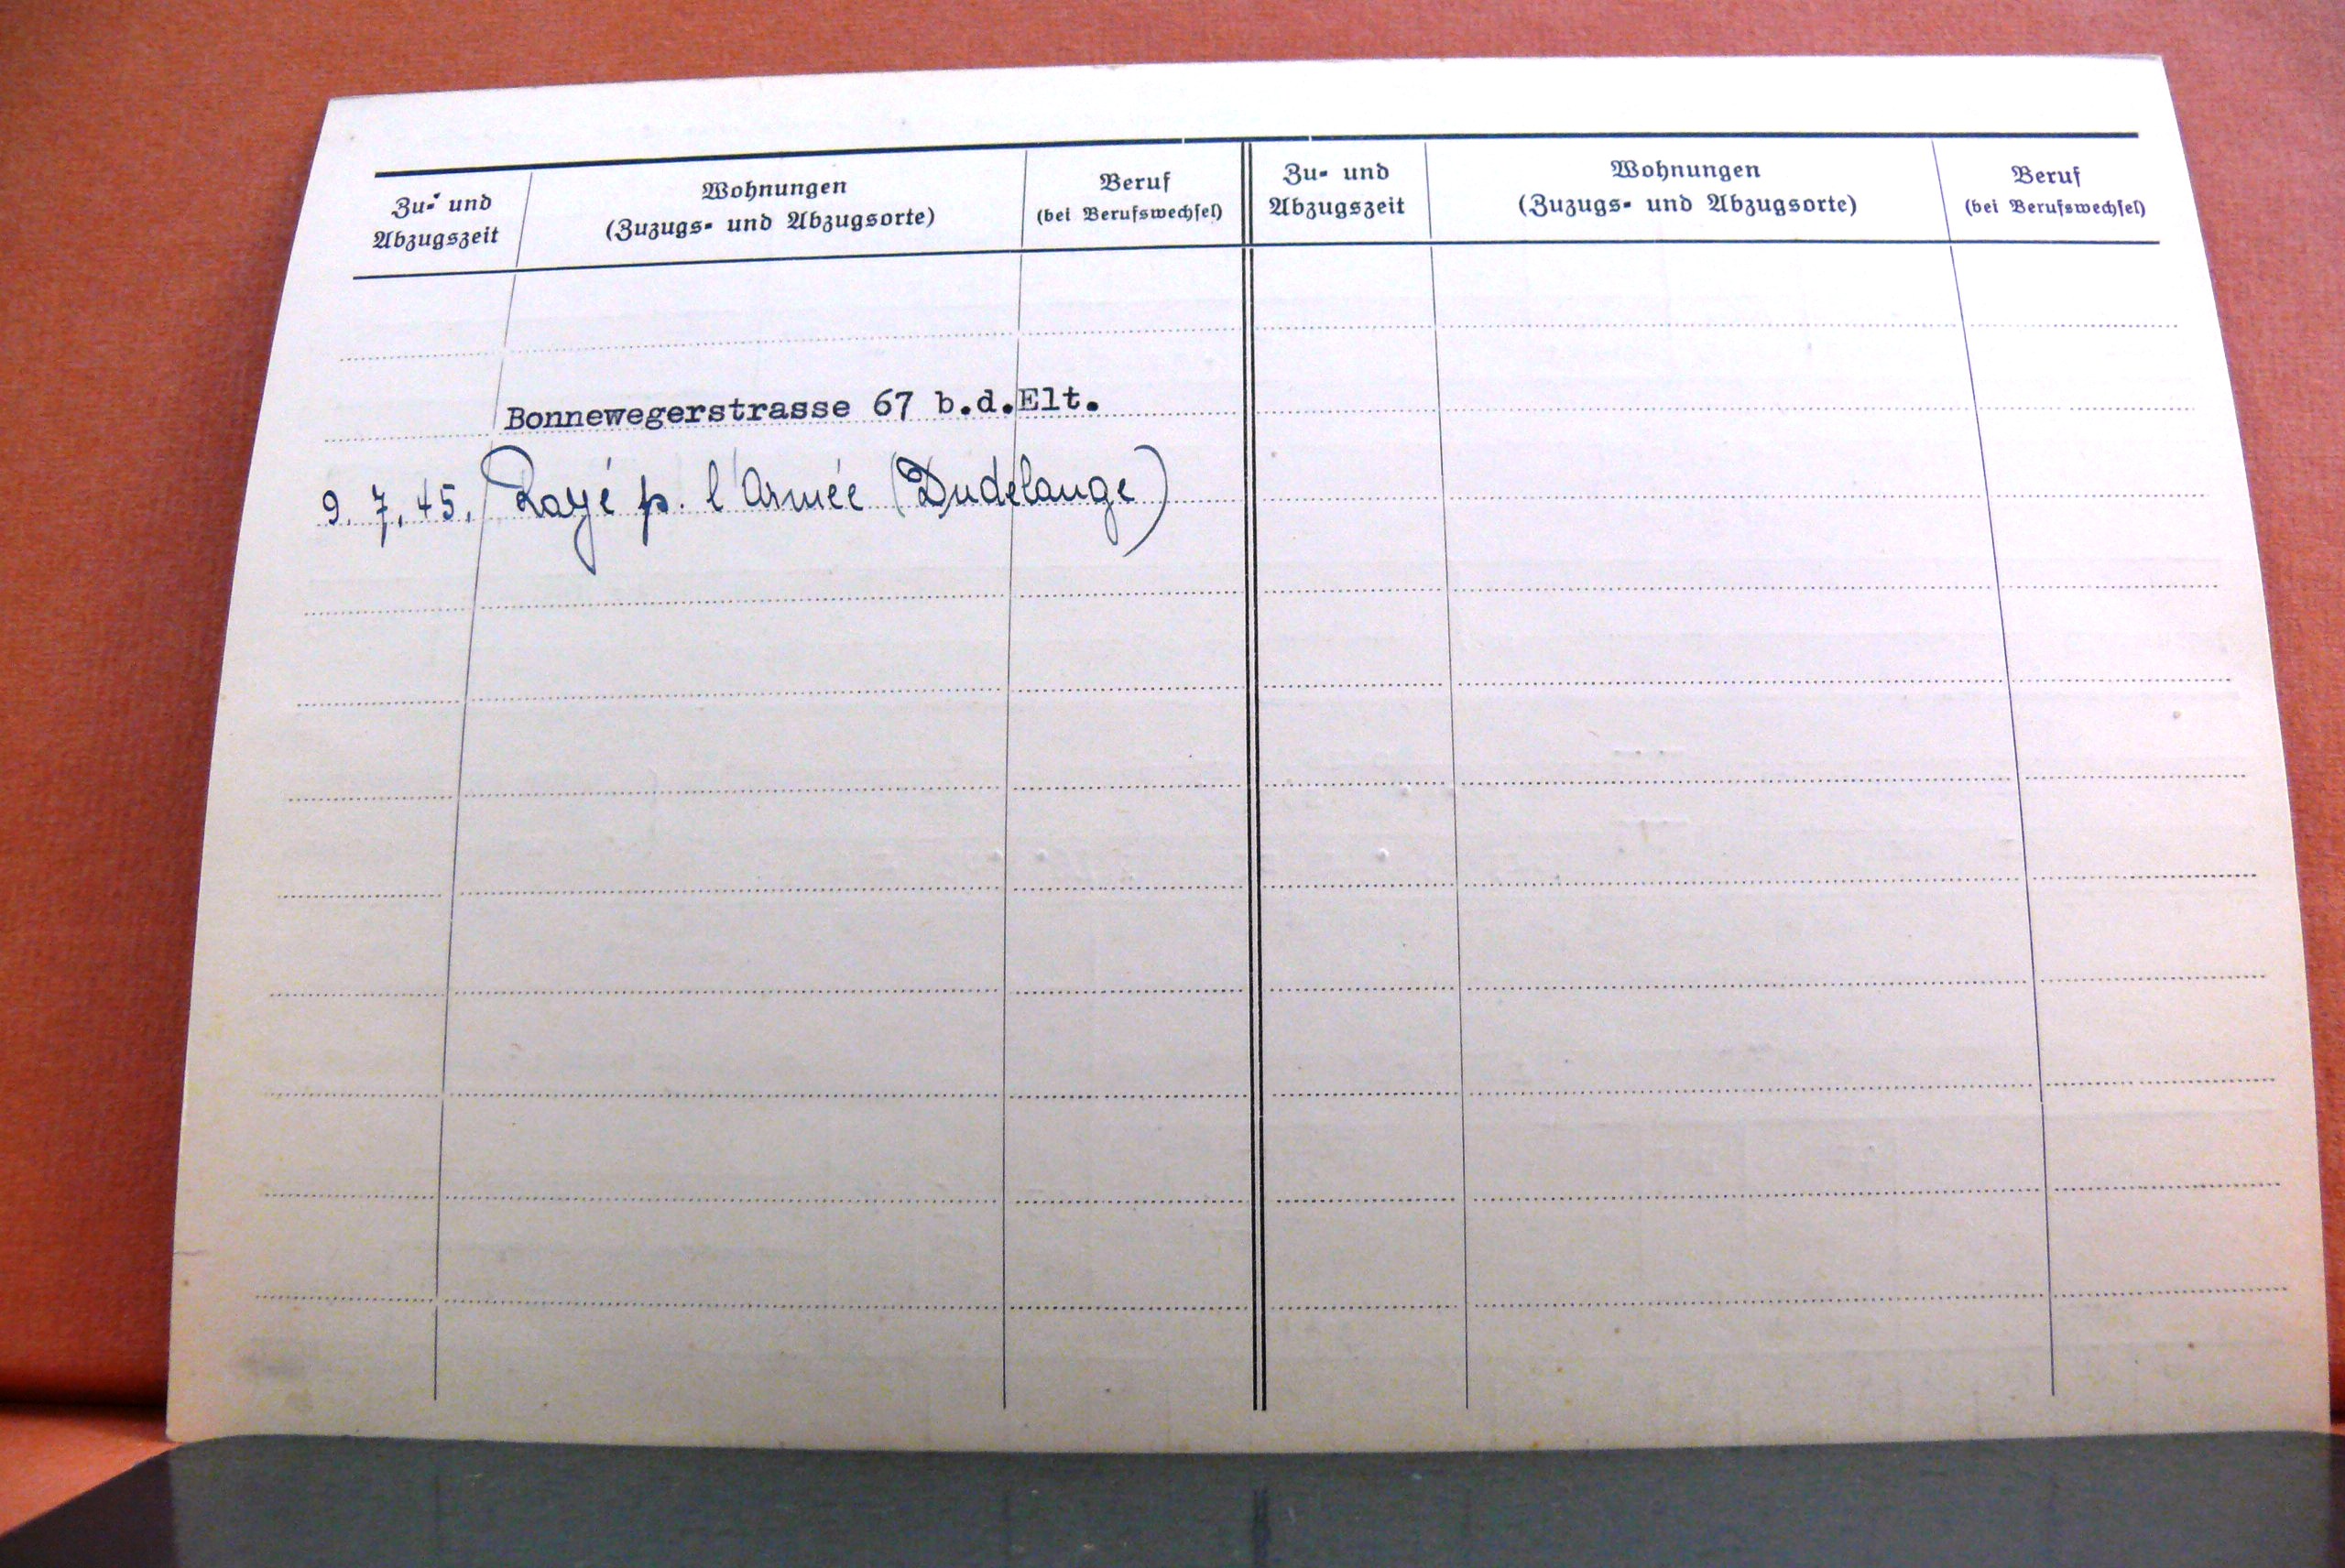 Zu- und Abzugszeit
Wohnungen
(Zuzugs- und Abzugsorte)
Beruf
(bei Berufswechsel)
Zu- und Abzugszeit
Wohnungen
(Zuzugs- und Abzugsorte)
Beruf
(bei Berufswechsel)
Bonnewegerstrasse 67 b.d.Elt.
9. 7. 45. Rayé p. l'Armée (Dudelange)